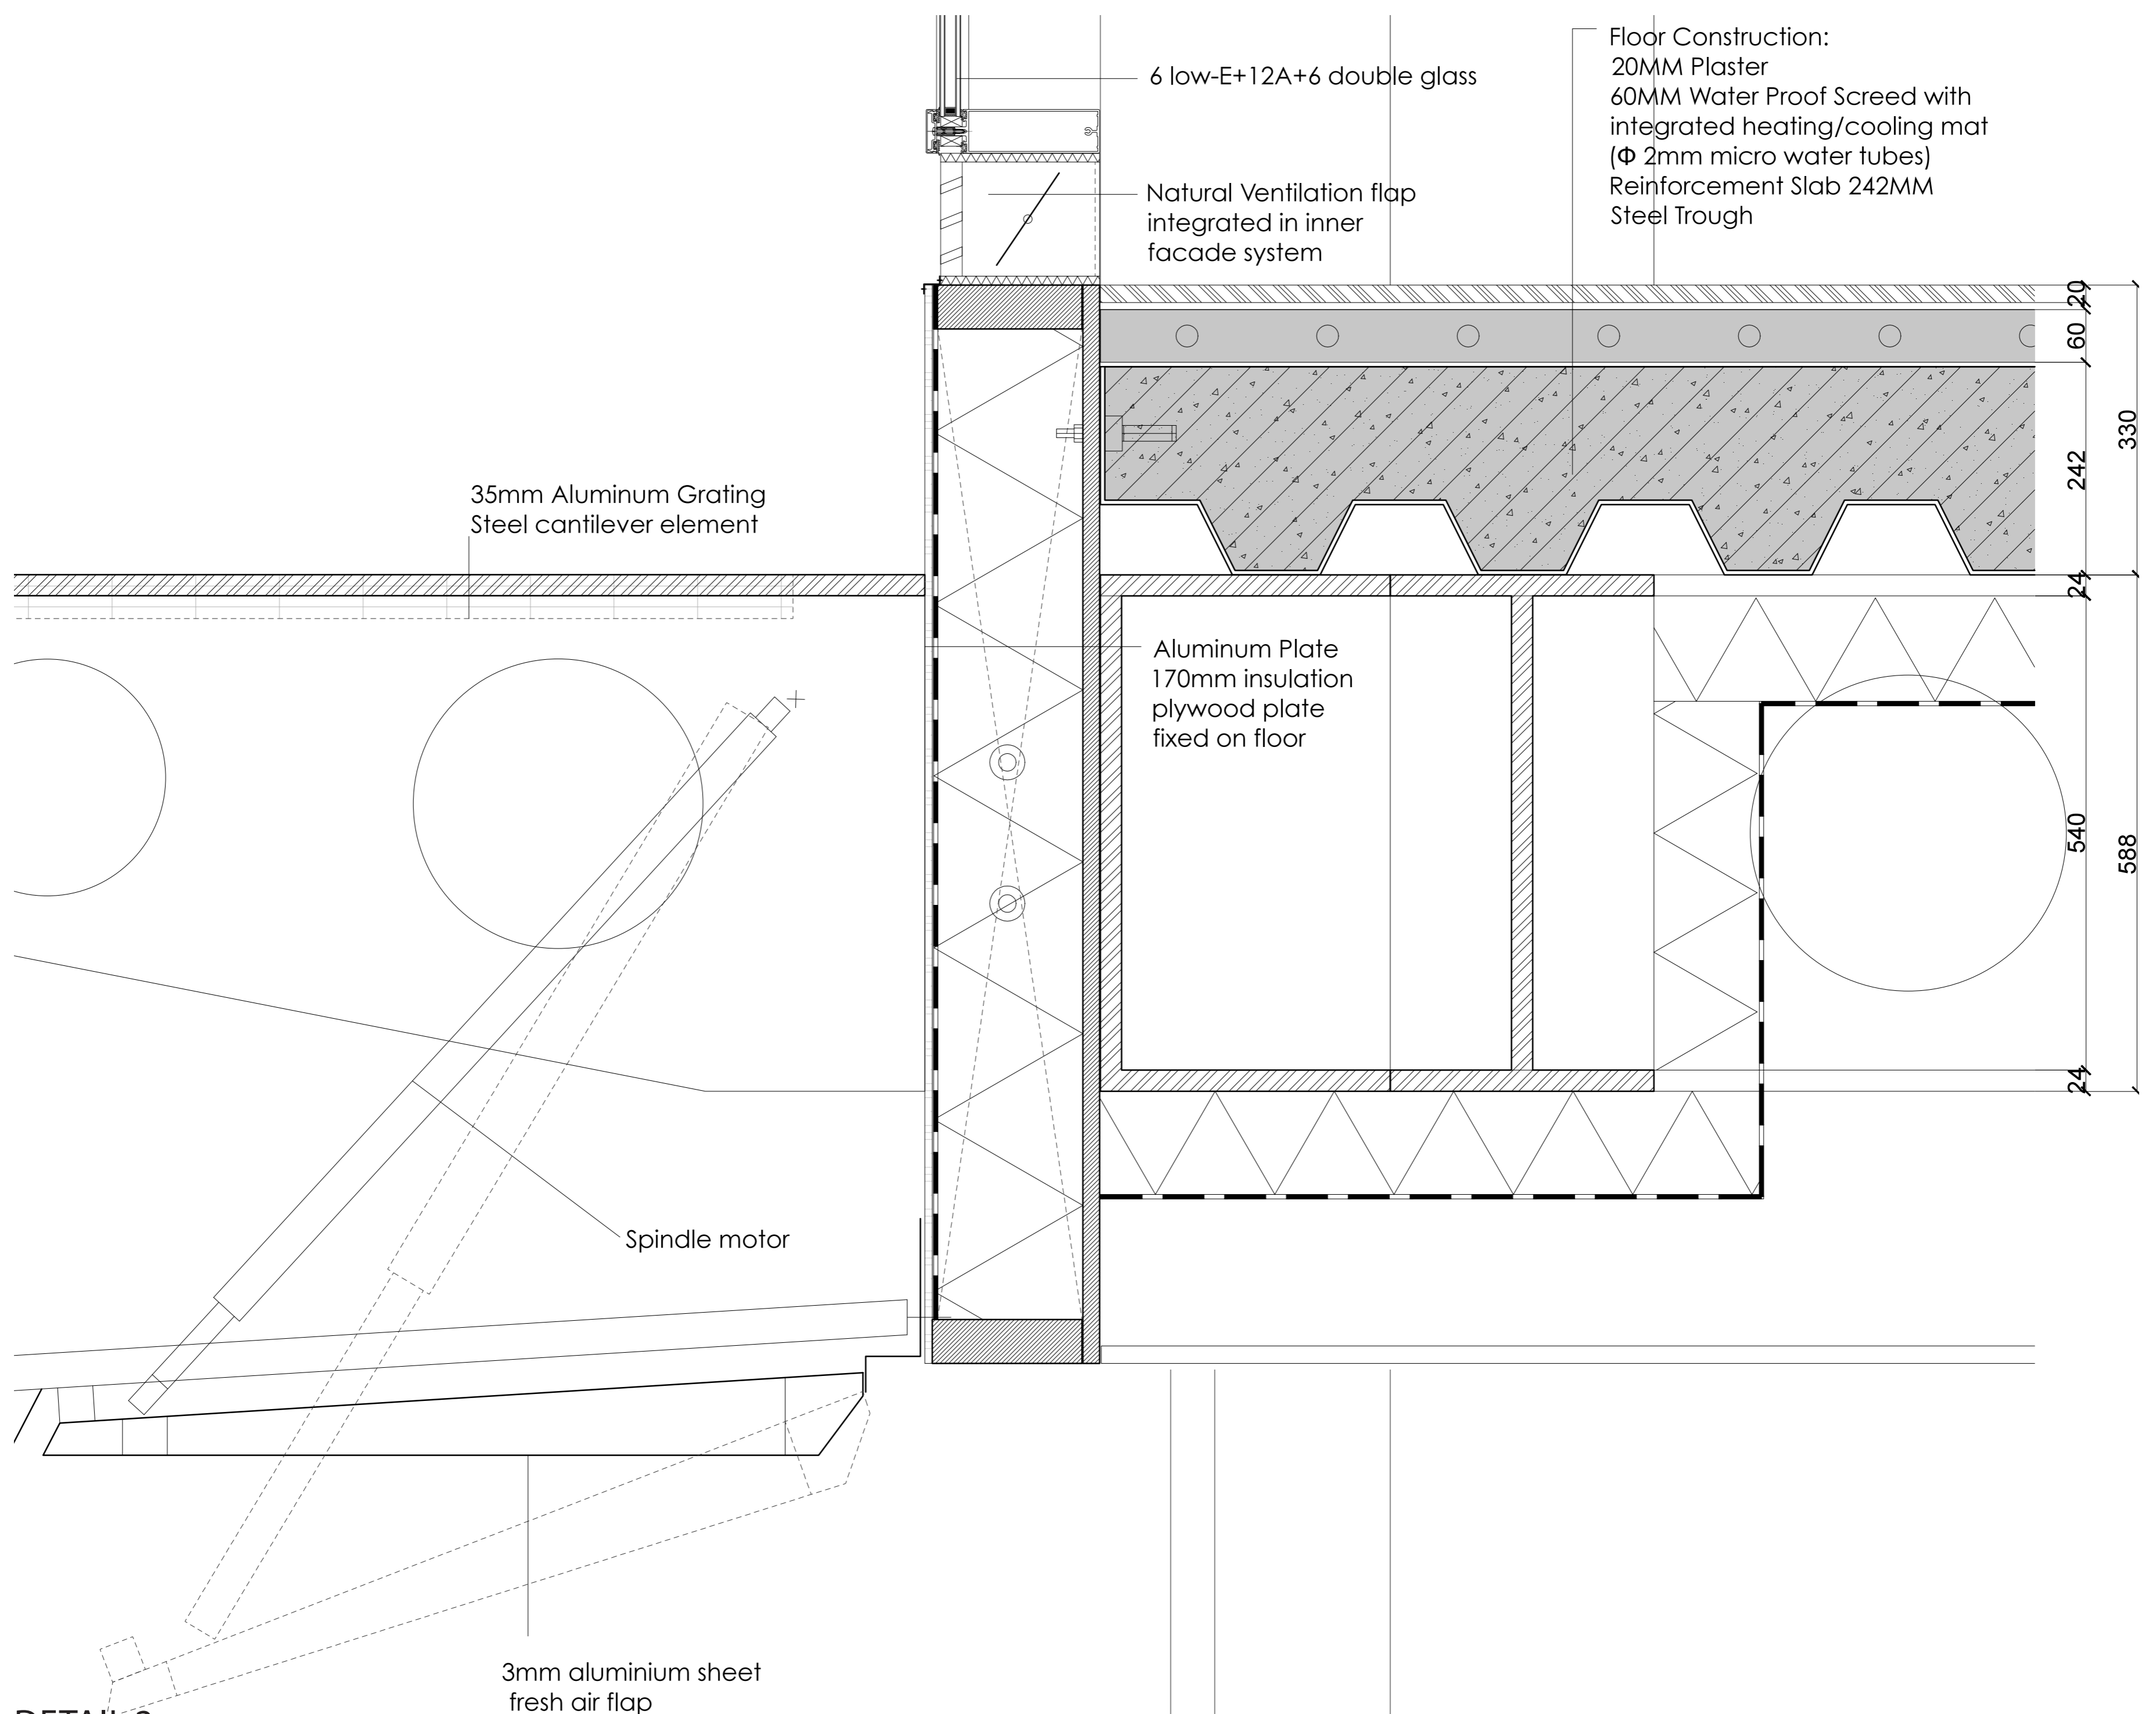 Floor Construction:
20MM Plaster
60MM Water Proof Screed with
integrated heating/cooling mat
(Φ 2mm micro water tubes)
Reinforcement Slab 242MM
Steel Trough
6 low-E+12A+6 double glass
Natural Ventilation flap
integrated in inner
facade system
20
60
242
330
35mm Aluminum Grating
Steel cantilever element
24
Aluminum Plate
170mm insulation
plywood plate
fixed on floor
540
588
24
Spindle motor
3mm aluminium sheet
fresh air flap